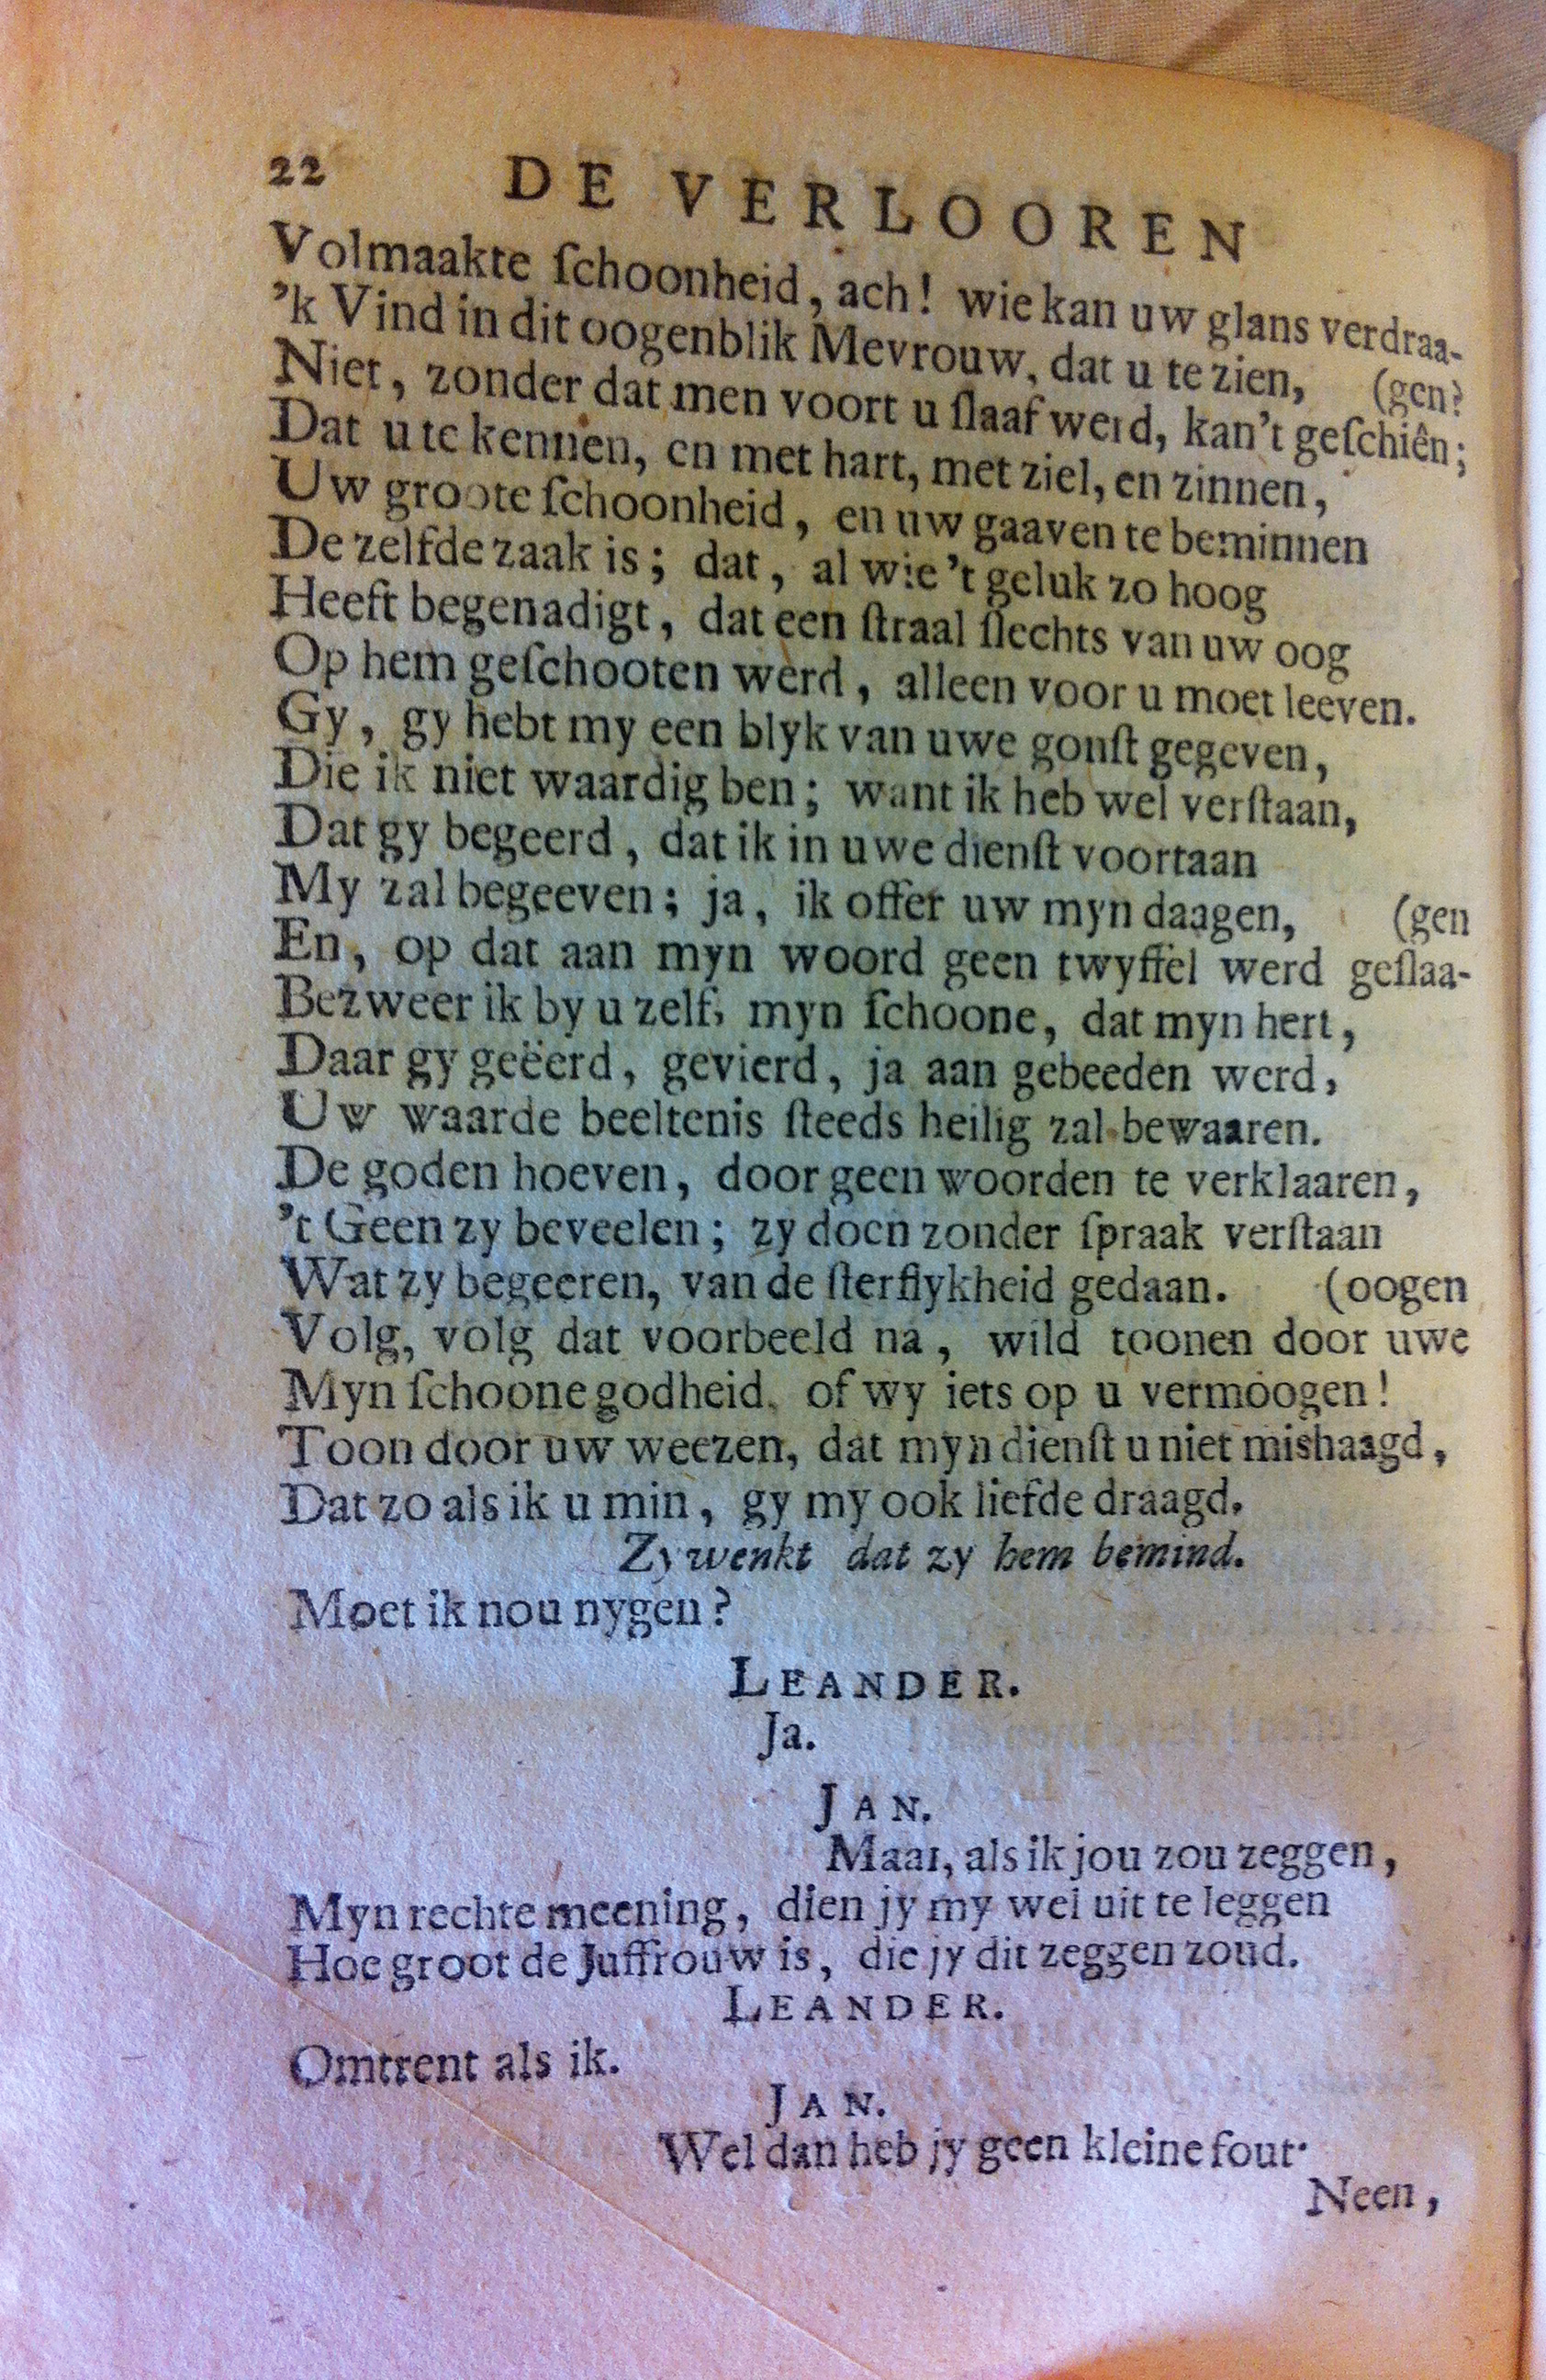 22 DE VERLOOREN
Volmaakte ſchoonheid, ach! wie kan uw glans verdraa-
'k Vind in dit oogenblik Mevrouw, dat u te zien, (gen?
Niet, zonder dat men voort u ſlaaf werd, kan't geſchiên;
Dat u te kennen, en met hart, met ziel, en zinnen,
Uw groote ſchoonheid, en uw gaaven te beminnen
De zelfde zaak is; dat, al wie 't geluk zo hoog
Heeft begenadigt, dat een ſtraal ſlechts van uw oog
Op hem geſchooten werd, alleen voor u moet leeven.
Gy, gy hebt my een blyk van uwe gonſt gegeven,
Die ik niet waardig ben; want ik heb wel verſtaan,
Dat gy begeerd, dat ik in uwe dienſt voortaan
My zal begeeven; ja, ik offer uw myn daagen, (gen
En, op dat aan myn woord geen twyffel werd geſlaa-
Bezweer ik by u zelf, myn ſchoone, dat myn hert,
Daar gy geëerd, gevierd, ja aan gebeeden werd,
Uw waarde beeltenis ſteeds heilig zal bewaaren.
De goden hoeven, door geen woorden te verklaaren,
't Geen zy beveelen; zy doen zonder ſpraak verſtaan
Wat zy begeeren, van de ſterflykheid gedaan. (oogen
Volg, volg dat voorbeeld na, wild toonen door uwe
Myn ſchoone godheid, of wy iets op u vermoogen!
Toon door uw weezen, dat myn dienſt u niet mishaagd,
Dat zo als ik u min, gy my ook liefde draagd.
Zy wenkt dat zy hem bemind.
Moet ik nou nygen?
LEANDER.
Ja.
JAN.
Maar, als ik jou zou zeggen,
Myn rechte meening, dien jy my wel uit te leggen
Hoe groot de Juffrouw is, die jy dit zeggen zoud.
LEANDER.
Omtrent als ik.
JAN.
Wel dan heb jy geen kleine fout.
Neen,